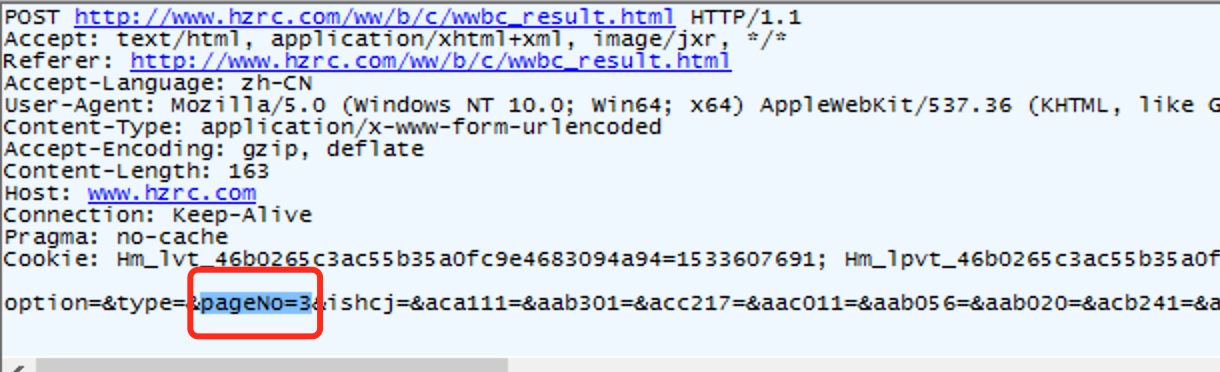 POST http://www.hzrc.com/ww/b/c/wwbc_result.html HTTP/1.1
Accept: text/html, application/xhtml+xml, image/jxr, */*
Referer: http://www.hzrc.com/ww/b/c/wwbc_result.html
Accept-Language: zh-CN
User-Agent: Mozilla/5.0 (Windows NT 10.0; Win64; x64) AppleWebKit/537.36 (KHTML, like G
Content-Type: application/x-www-form-urlencoded
Accept-Encoding: gzip, deflate
Content-Length: 163
Host: www.hzrc.com
Connection: Keep-Alive
Pragma: no-cache
Cookie: Hm_lvt_46b0265c3ac55b35a0fc9e4683094a94=1533607691; Hm_lpvt_46b0265c3ac55b35a0f
option=&type=&pageNo=3&ishcj=&aca111=&aab301=&acc217=&aac011=&aab056=&aab020=&acb241=&a